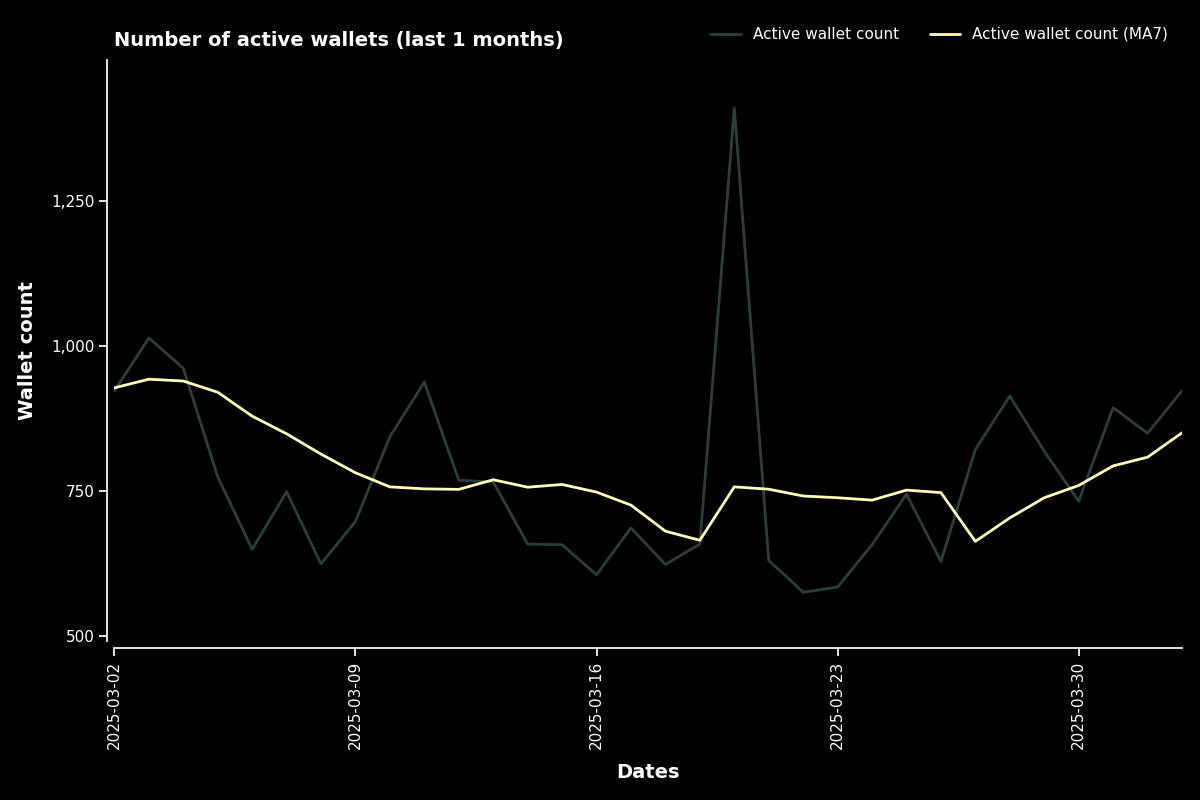 Number of active wallets (last 1 months)
Active wallet count
Active wallet count (MA7)
Wallet count
1,250
1,000
750
500
2025-03-02
2025-03-09
2025-03-16
2025-03-23
2025-03-30
Dates